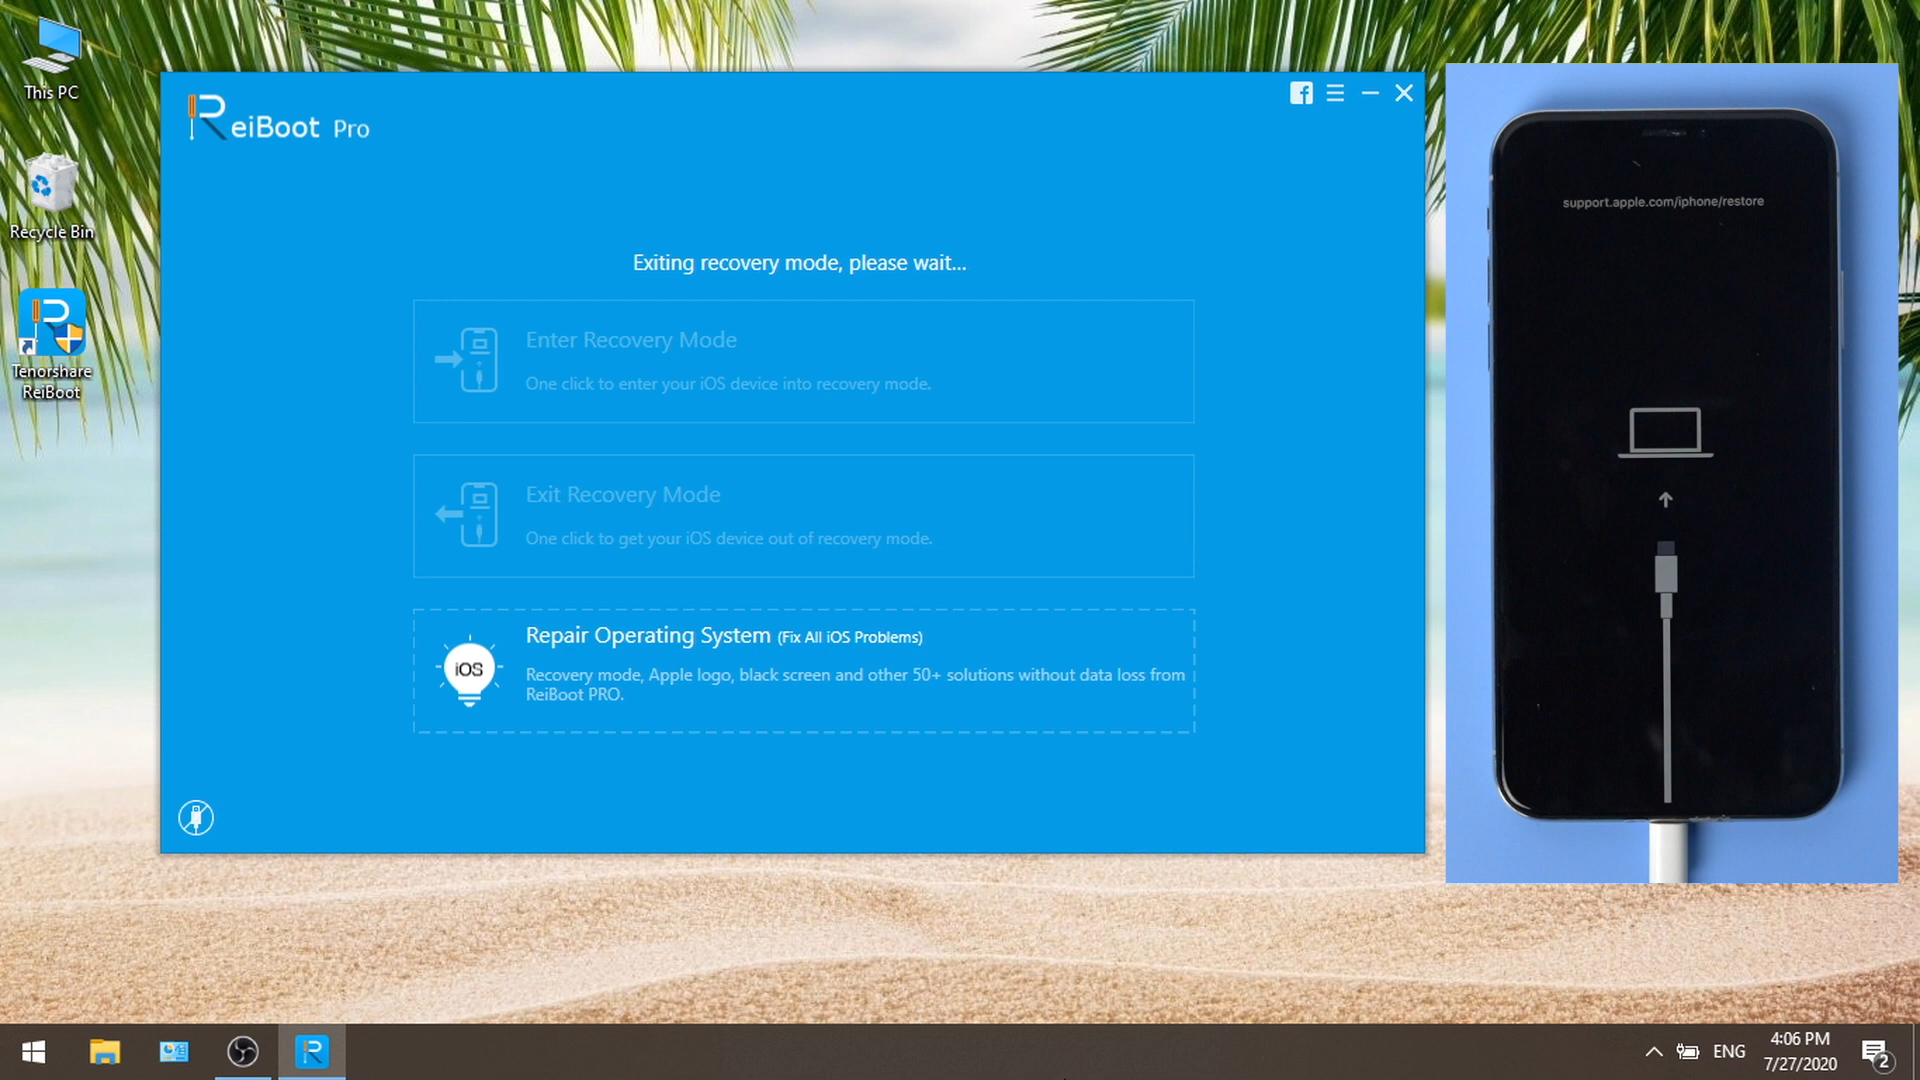 This PC
Recycle Bin
Tenorshare
ReiBoot
ReiBoot Pro
Exiting recovery mode, please wait...
Enter Recovery Mode
One click to enter your iOS device into recovery mode.
Exit Recovery Mode
One click to get your iOS device out of recovery mode.
iOS
Repair Operating System (Fix All iOS Problems)
Recovery mode, Apple logo, black screen and other 50+ solutions without data loss from
ReiBoot PRO.
support.apple.com/iphone/restore
ENG
4:06 PM
7/27/2020
2